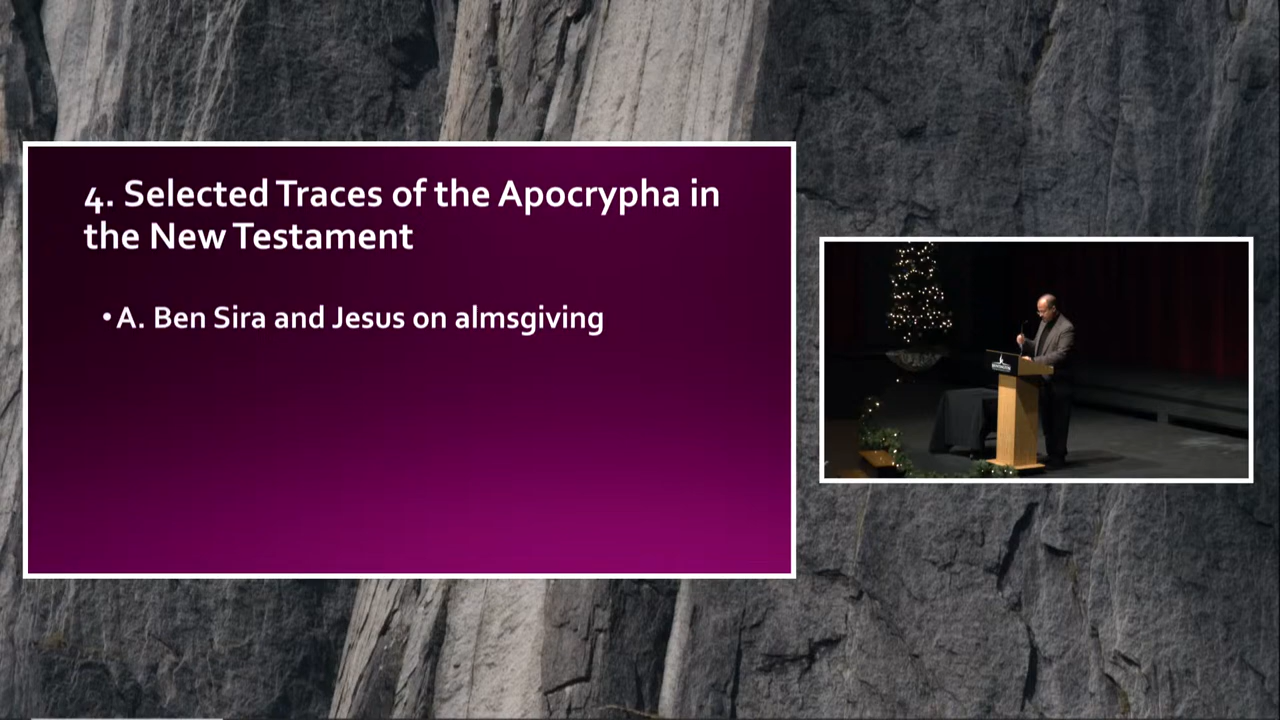 4. Selected Traces of the Apocrypha in
the New Testament
• A. Ben Sira and Jesus on almsgiving